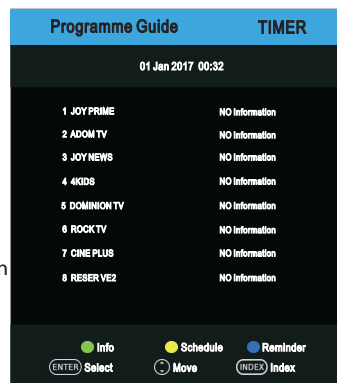 Programme Guide TIMER
01 Jan 2017 00:32
1 JOY PRIME NO Information
2 ADOM TV NO Information
3 JOY NEWS NO Information
4 4KIDS NO Information
5 DOMINION TV NO Information
6 ROCK TV NO Information
7 CINE PLUS NO Information
8 RESER VE2 NO Information
Info Schedule Reminder
ENTER Select Move INDEX Index